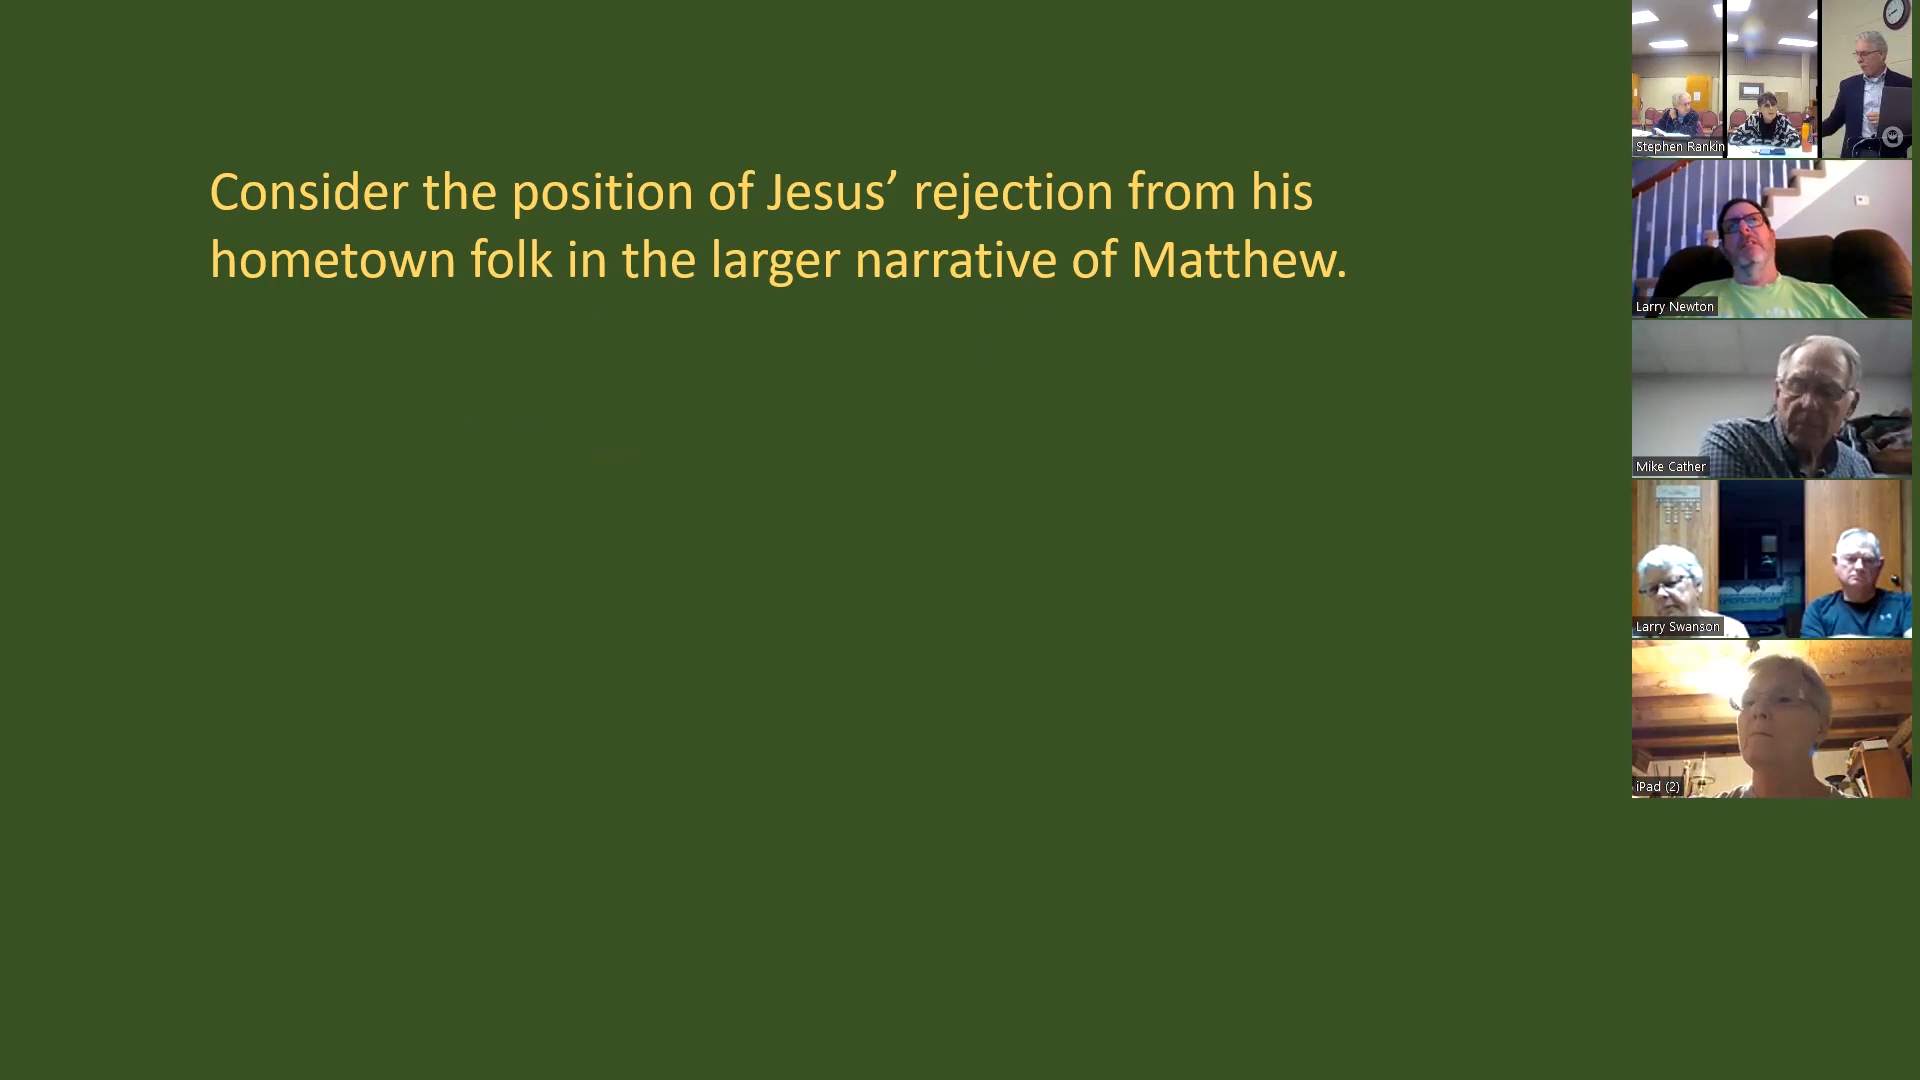 Consider the position of Jesus’ rejection from his
hometown folk in the larger narrative of Matthew.
Stephen Rankin
Larry Newton
Mike Cather
Larry Swanson
iPad (2)